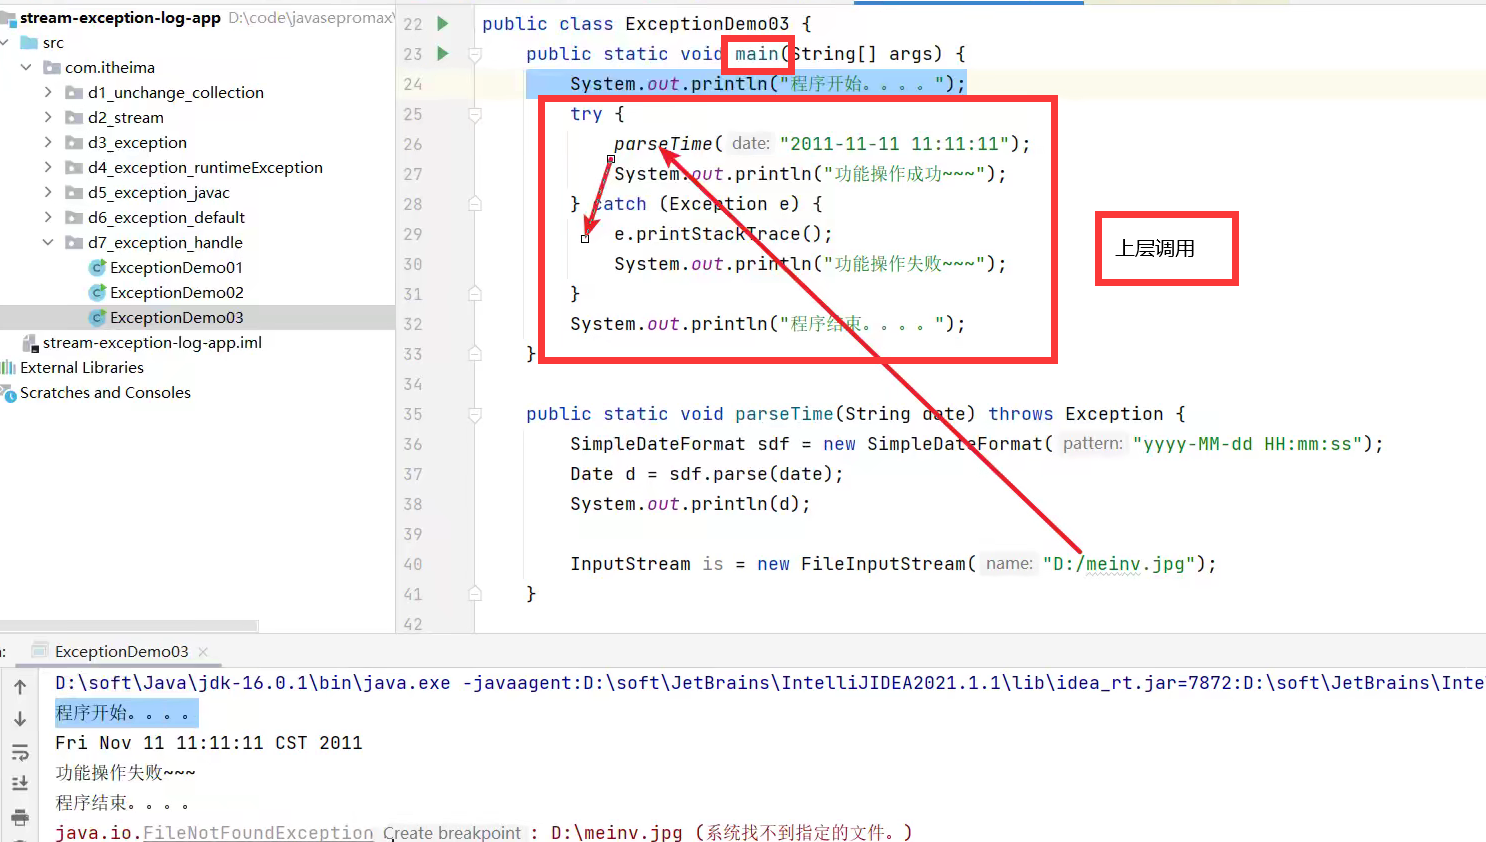 stream-exception-log-app D:\code\javasepromax\
src
com.itheima
d1_unchange_collection
d2_stream
d3_exception
d4_exception_runtimeException
d5_exception_javac
d6_exception_default
d7_exception_handle
ExceptionDemo01
ExceptionDemo02
ExceptionDemo03
stream-exception-log-app.iml
External Libraries
Scratches and Consoles
22 public class ExceptionDemo03 {
23 public static void main(String[] args) {
24 System.out.println("程序开始。。。。");
25 try {
26 parseTime( date: "2011-11-11 11:11:11");
27 System.out.println("功能操作成功~~~");
28 } catch (Exception e) {
29 e.printStackTrace();
30 System.out.println("功能操作失败~~~");
31 }
32 System.out.println("程序结束。。。。");
33 }
34
35 public static void parseTime(String date) throws Exception {
36 SimpleDateFormat sdf = new SimpleDateFormat( pattern: "yyyy-MM-dd HH:mm:ss");
37 Date d = sdf.parse(date);
38 System.out.println(d);
39
40 InputStream is = new FileInputStream( name: "D:/meinv.jpg");
41 }
42
上层调用
ExceptionDemo03
D:\soft\Java\jdk-16.0.1\bin\java.exe -javaagent:D:\soft\JetBrains\IntelliJIDEA2021.1.1\lib\idea_rt.jar=7872:D:\soft\JetBrains\Inte
程序开始。。。。
Fri Nov 11 11:11:11 CST 2011
功能操作失败~~~
程序结束。。。。
java.io.FileNotFoundException Create breakpoint : D:\meinv.jpg (系统找不到指定的文件。)